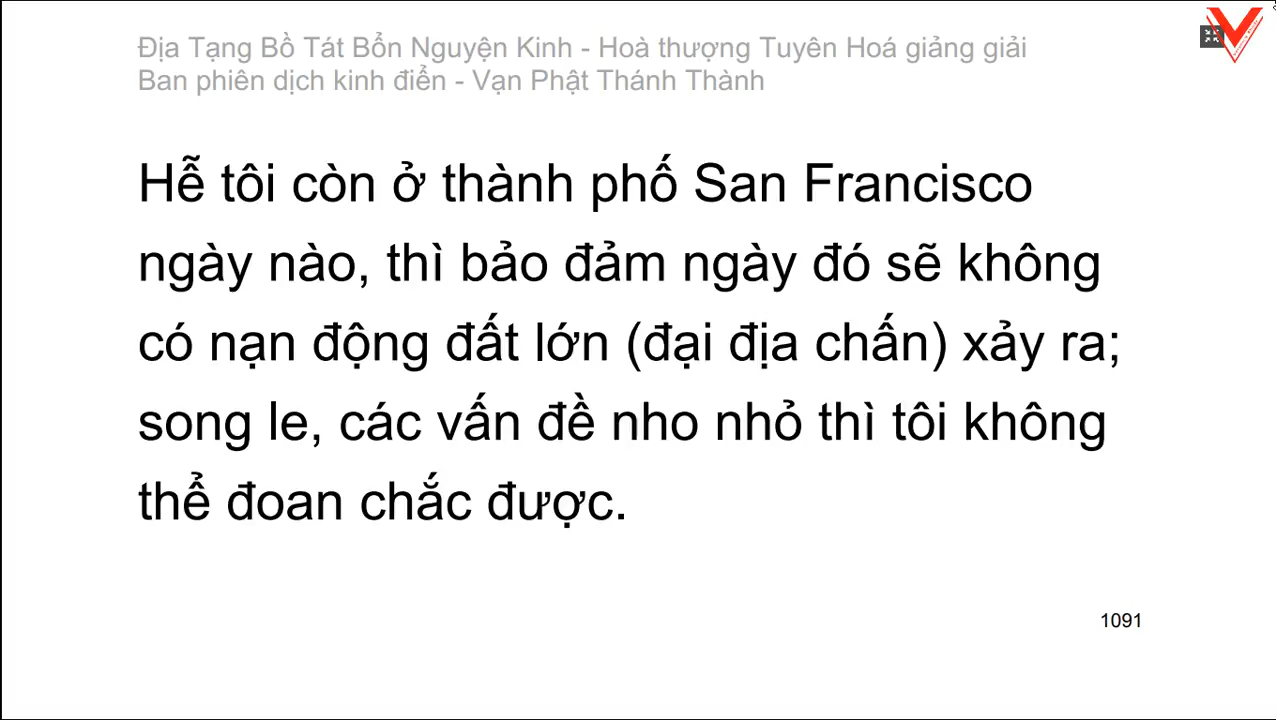 Địa Tạng Bồ Tát Bổn Nguyện Kinh - Hoà thượng Tuyên Hoá giảng giải
Ban phiên dịch kinh điển - Vạn Phật Thánh Thành
Hễ tôi còn ở thành phố San Francisco
ngày nào, thì bảo đảm ngày đó sẽ không
có nạn động đất lớn (đại địa chấn) xảy ra;
song le, các vấn đề nho nhỏ thì tôi không
thể đoan chắc được.
1091